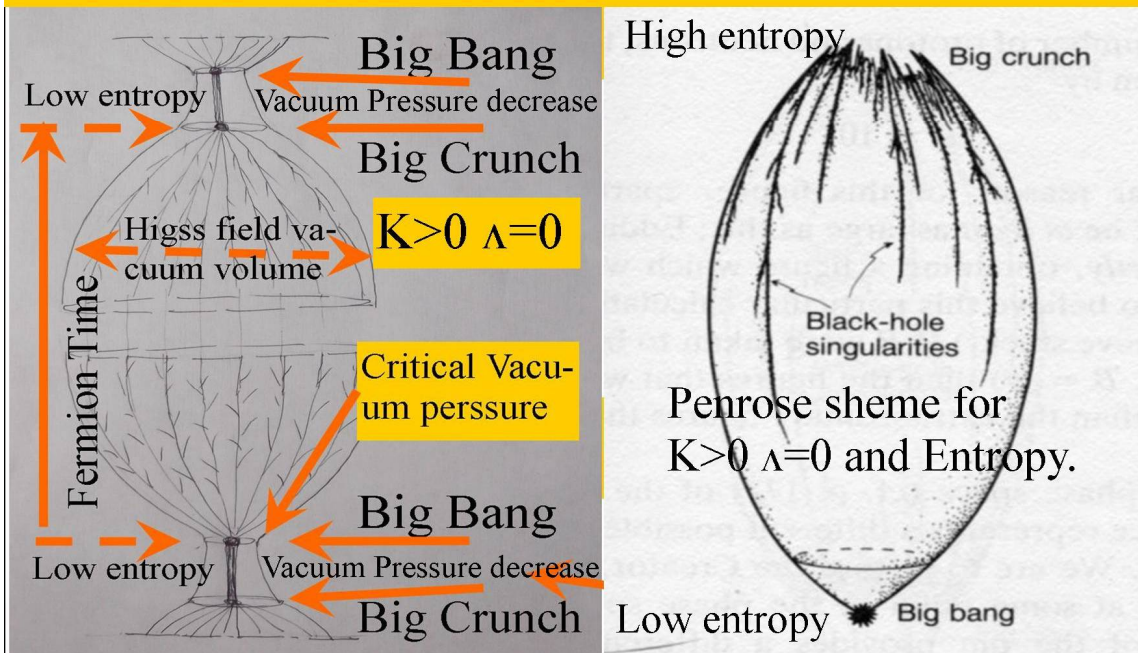 Big Bang
Low entropy
Vacuum Pressure decrease
Big Crunch
Higss field va-
cuum volume
K>0 Λ=0
Fermion Time
Critical Vacu-
um perssure
Big Bang
Low entropy
Vacuum Pressure decrease
Big Crunch
High entropy
Big crunch
Black-hole
singularities
Penrose sheme for
K>0 Λ=0 and Entropy.
Low entropy
Big bang